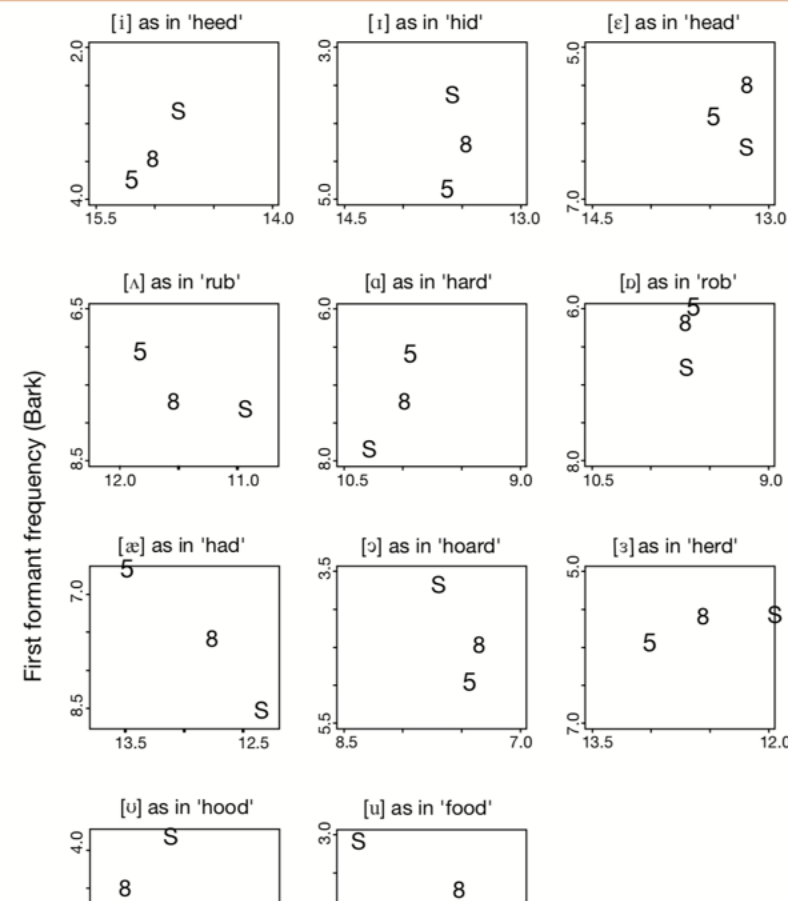 [i] as in 'heed' [ɪ] as in 'hid' [ɛ] as in 'head'
2.0 3.0 5.0
S S 8
8 8 5
5 5 S
4.0 5.0 7.0
15.5 14.0 14.5 13.0 14.5 13.0
[ʌ] as in 'rub' [ɑ] as in 'hard' [ɒ] as in 'rob'
6.5 6.0 6.0
5 5 5
8 8 8
S S S
8.5 8.0 8.0
12.0 11.0 10.5 9.0 10.5 9.0
First formant frequency (Bark)
[æ] as in 'had' [ɔ] as in 'hoard' [ɜ] as in 'herd'
7.0 3.5 5.0
5 S S
8 8 8
S 5 5
8.5 5.5 7.0
13.5 12.5 8.5 7.0 13.5 12.0
[ʊ] as in 'hood' [u] as in 'food'
4.0 3.0
S S
8 8